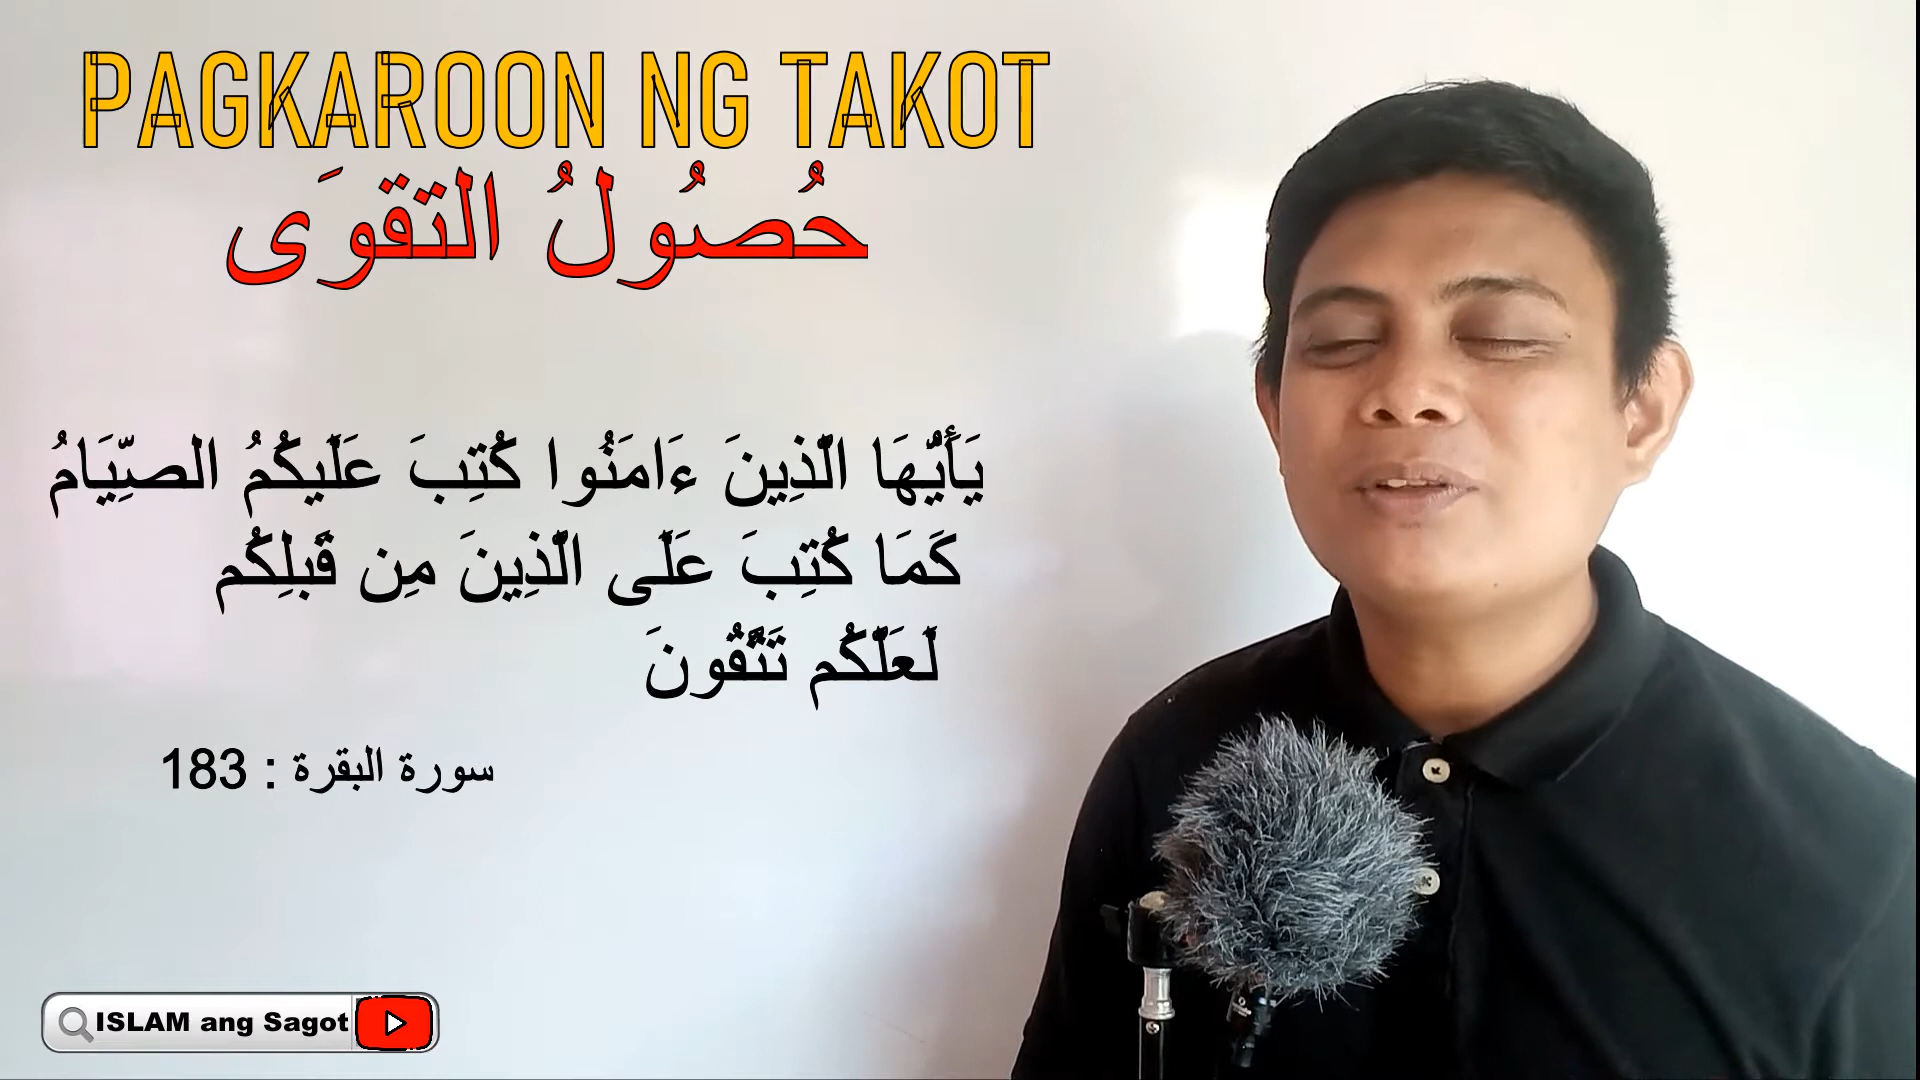 PAGKAROON NG TAKOT
حُصُولُ التقوَى
يَأَيُّهَا الَّذِينَ ءَامَنُوا كُتِبَ عَلَيكُمُ الصِّيَامُ
كَمَا كُتِبَ عَلَى الَّذِينَ مِن قَبلِكُم
لَعَلَّكُم تَتَّقُونَ
سورة البقرة : 183
ISLAM ang Sagot